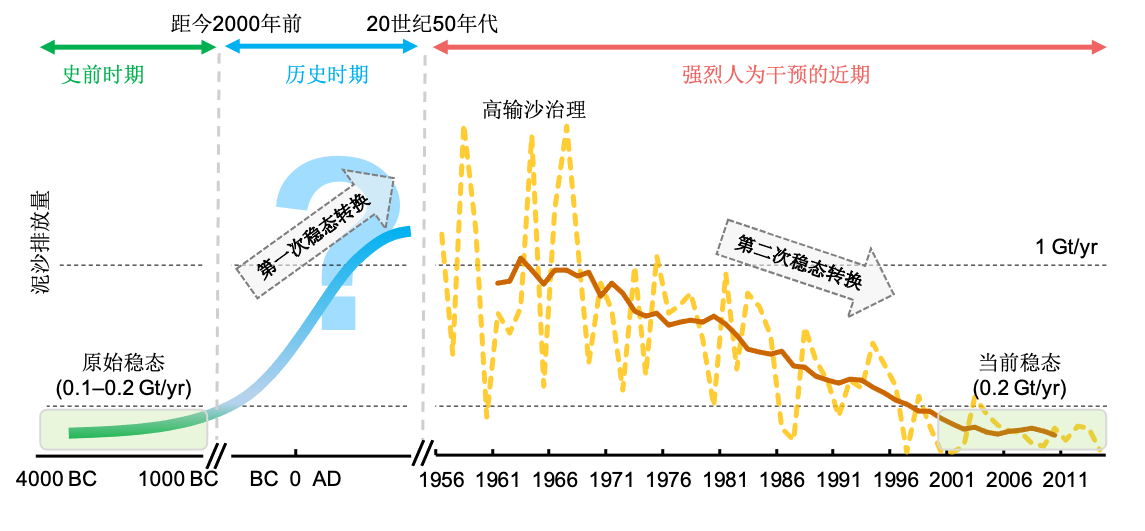 距今2000年前
20世纪50年代
史前时期
历史时期
强烈人为干预的近期
高输沙治理
泥沙排放量
?
第一次稳态转换
第二次稳态转换
1 Gt/yr
原始稳态
(0.1–0.2 Gt/yr)
当前稳态
(0.2 Gt/yr)
4000 BC
1000 BC
BC 0 AD
1956 1961 1966 1971 1976 1981 1986 1991 1996 2001 2006 2011